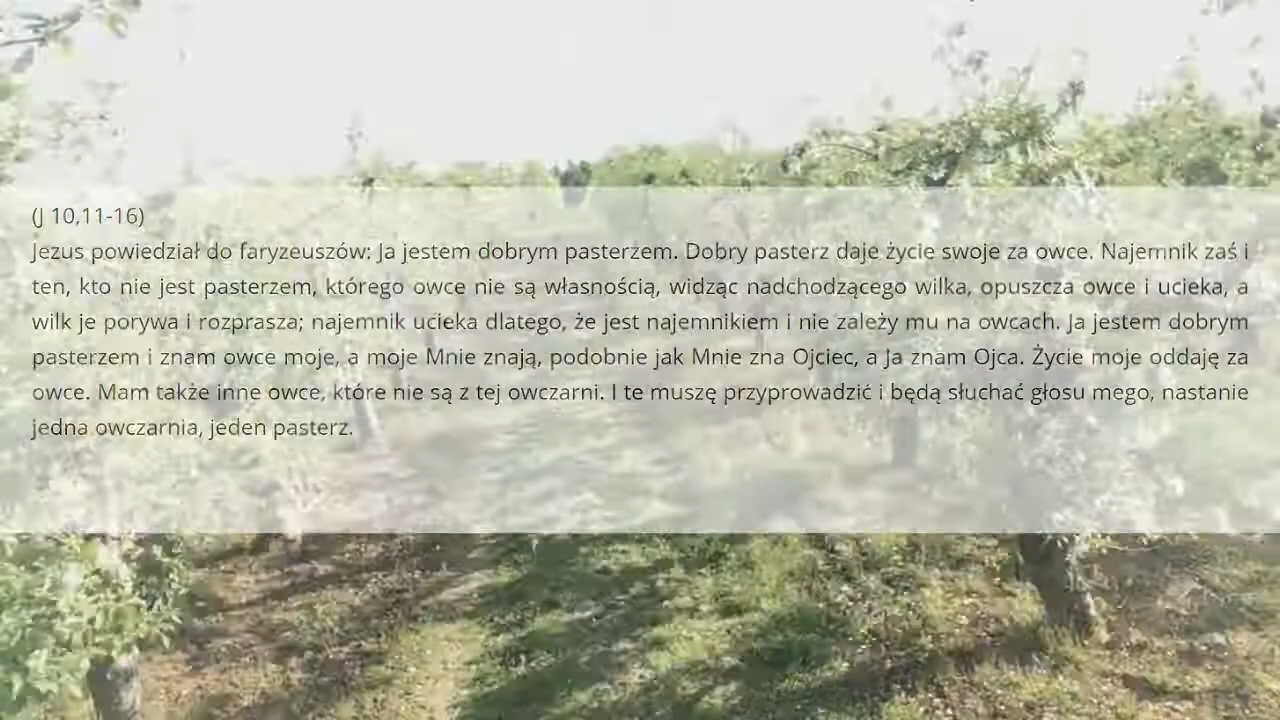 (J 10,11-16)
Jezus powiedział do faryzeuszów: Ja jestem dobrym pasterzem. Dobry pasterz daje życie swoje za owce. Najemnik zaś i
ten, kto nie jest pasterzem, którego owce nie są własnością, widząc nadchodzącego wilka, opuszcza owce i ucieka, a
wilk je porywa i rozprasza; najemnik ucieka dlatego, że jest najemnikiem i nie zależy mu na owcach. Ja jestem dobrym
pasterzem i znam owce moje, a moje Mnie znają, podobnie jak Mnie zna Ojciec, a Ja znam Ojca. Życie moje oddaję za
owce. Mam także inne owce, które nie są z tej owczarni. I te muszę przyprowadzić i będą słuchać głosu mego, nastanie
jedna owczarnia, jeden pasterz.